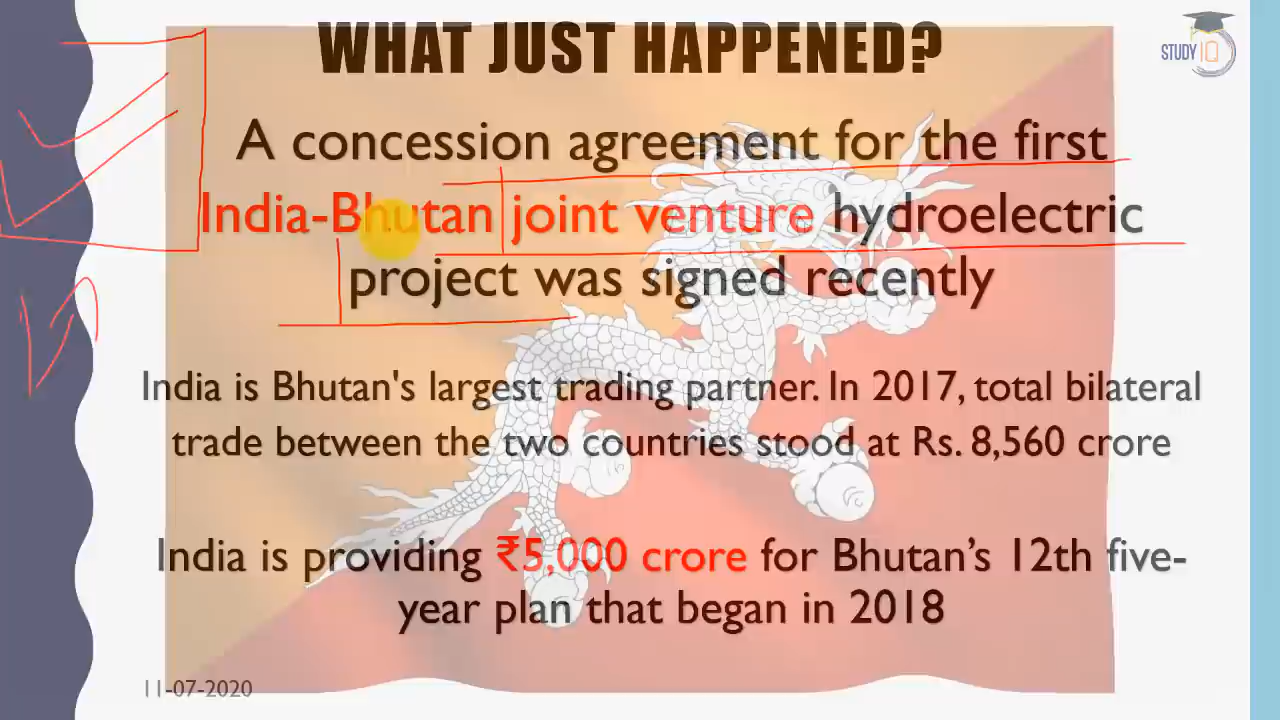 WHAT JUST HAPPENED?
STUDY IQ
A concession agreement for the first
India-Bhutan joint venture hydroelectric
project was signed recently
India is Bhutan's largest trading partner. In 2017, total bilateral
trade between the two countries stood at Rs. 8,560 crore
India is providing ₹5,000 crore for Bhutan’s 12th five-
year plan that began in 2018
11-07-2020